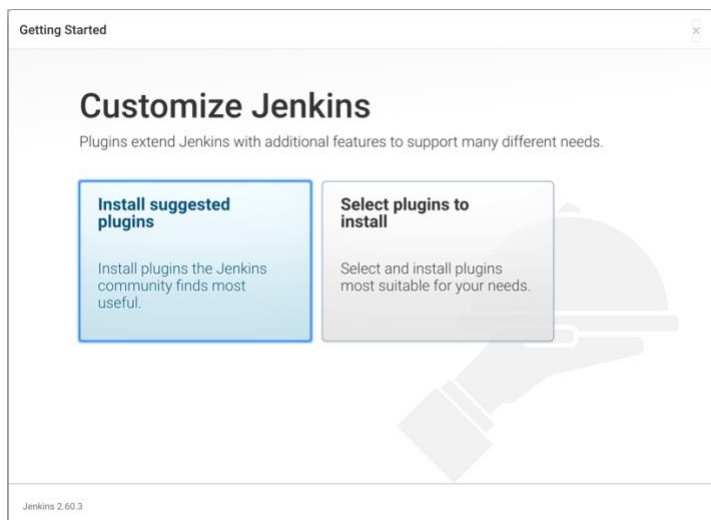 Getting Started
×
Customize Jenkins
Plugins extend Jenkins with additional features to support many different needs.
Install suggested
plugins
Install plugins the Jenkins
community finds most
useful.
Select plugins to
install
Select and install plugins
most suitable for your needs.
Jenkins 2.60.3